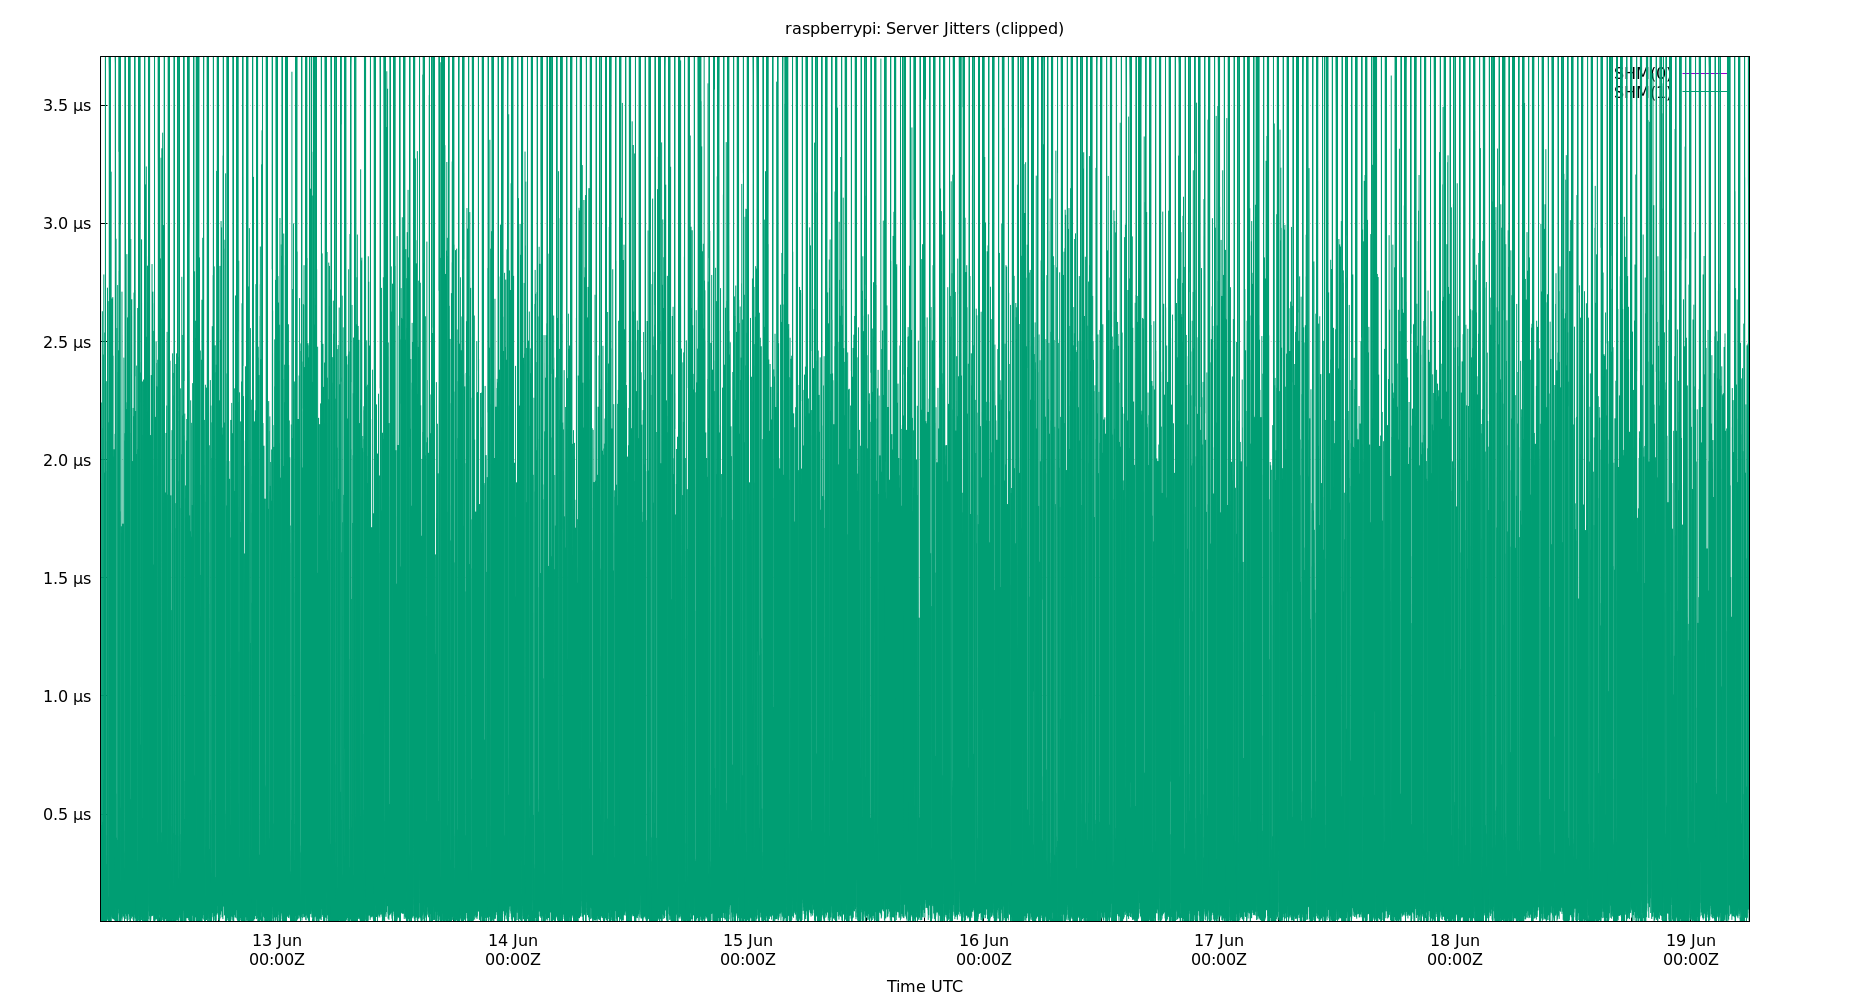 raspberrypi: Server Jitters (clipped)
SHM(0)
SHM(1)
3.5 µs
3.0 µs
2.5 µs
2.0 µs
1.5 µs
1.0 µs
0.5 µs
13 Jun 14 Jun 15 Jun 16 Jun 17 Jun 18 Jun 19 Jun
00:00Z 00:00Z 00:00Z 00:00Z 00:00Z 00:00Z 00:00Z
Time UTC